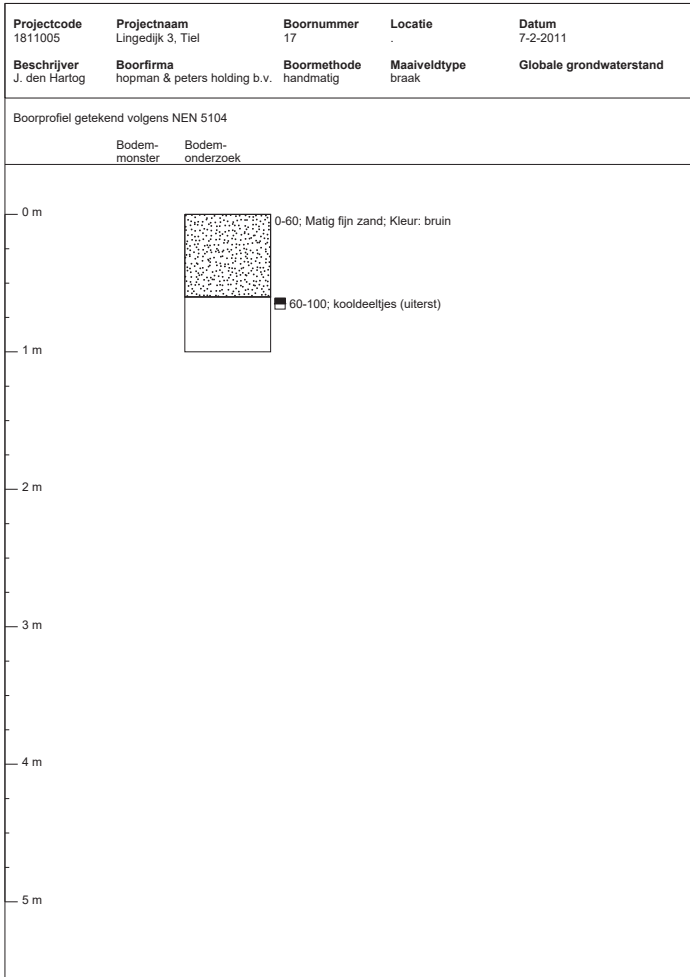 Projectcode Projectnaam Boornummer Locatie Datum
1811005 Lingedijk 3, Tiel 17 . 7-2-2011
Beschrijver Boorfirma Boormethode Maaiveldtype Globale grondwaterstand
J. den Hartog hopman & peters holding b.v. handmatig braak
Boorprofiel getekend volgens NEN 5104
Bodem- Bodem-
monster onderzoek
0 m
0-60; Matig fijn zand; Kleur: bruin
60-100; kooldeeltjes (uiterst)
1 m
2 m
3 m
4 m
5 m